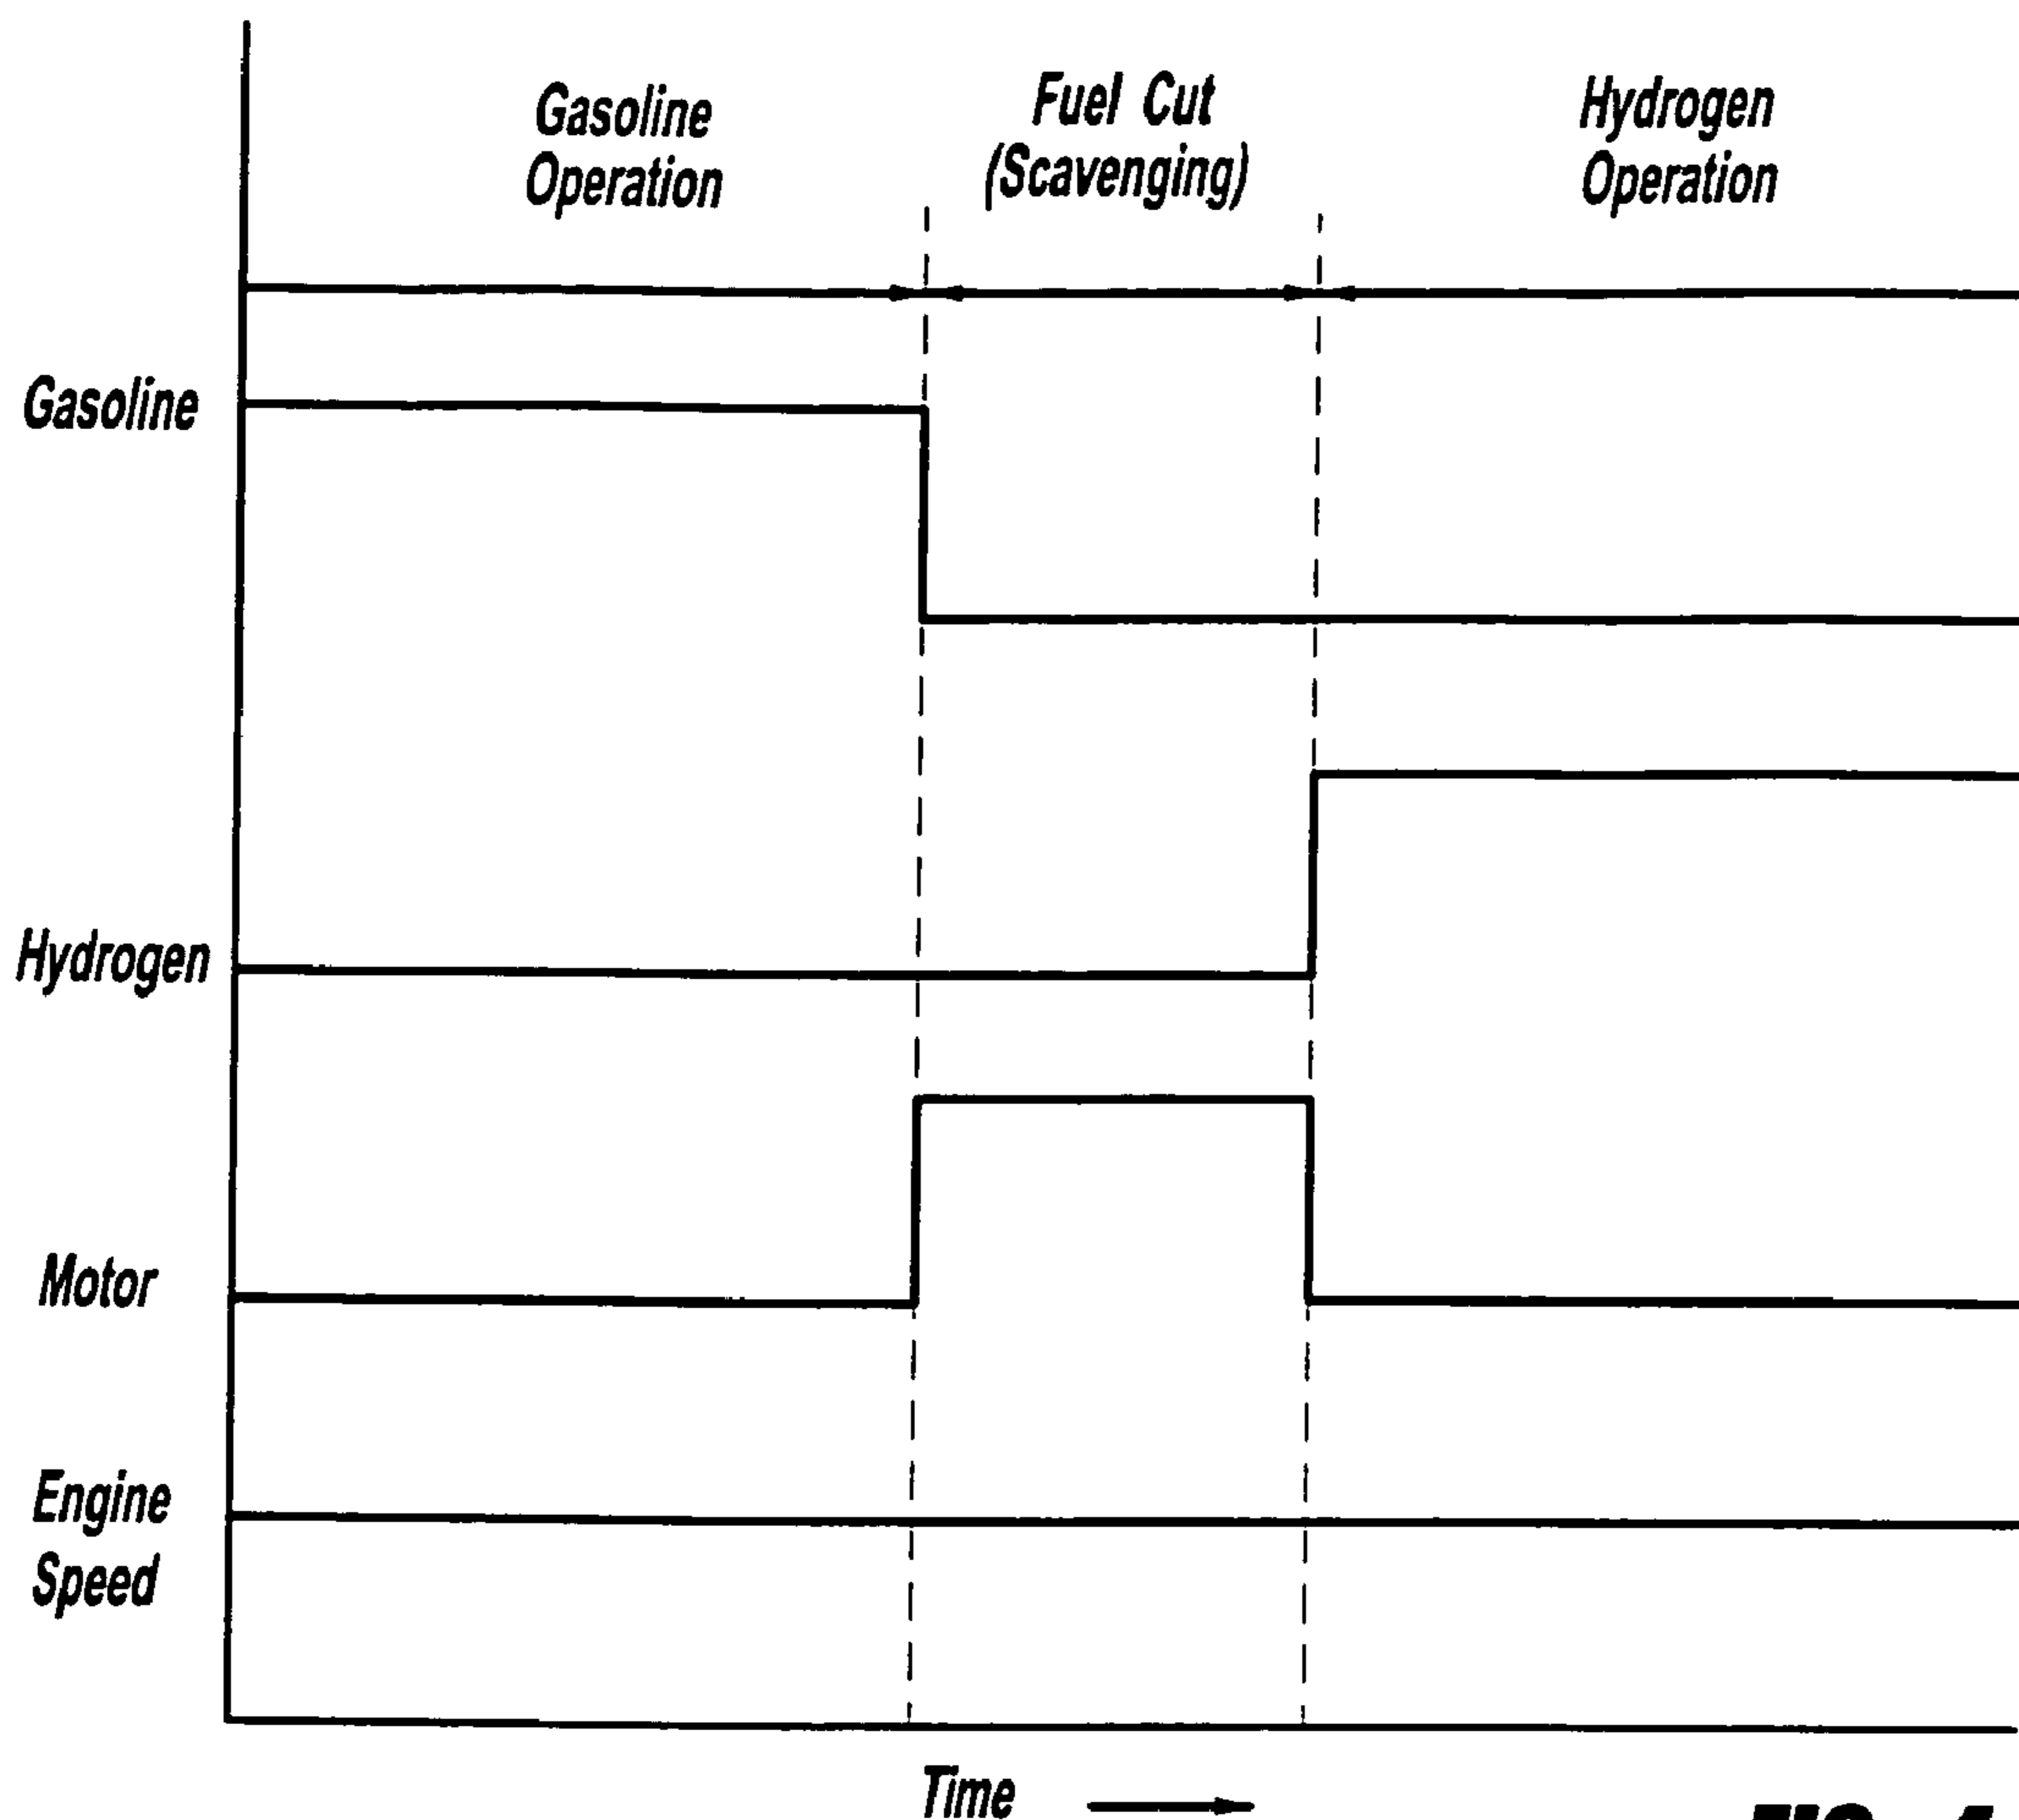 Gasoline
Operation
Fuel Cut
(Scavenging)
Hydrogen
Operation
Gasoline
Hydrogen
Motor
Engine
Speed
Time